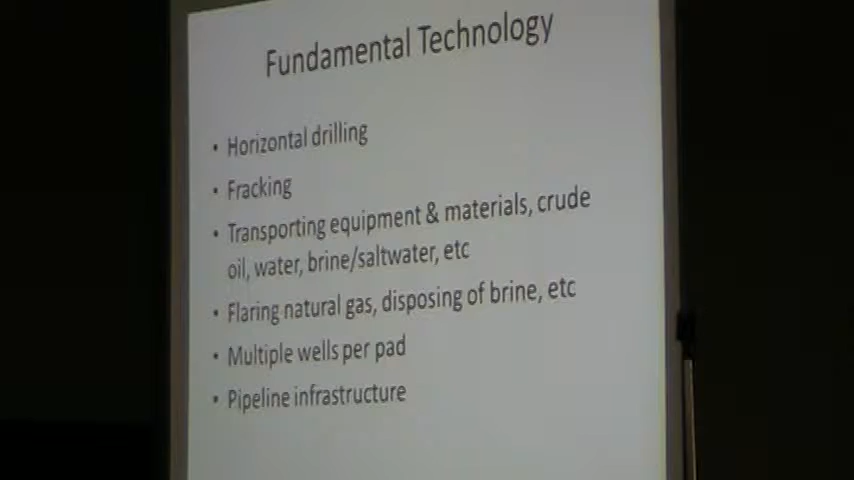 Fundamental Technology
• Horizontal drilling
• Fracking
• Transporting equipment & materials, crude
oil, water, brine/saltwater, etc
• Flaring natural gas, disposing of brine, etc
• Multiple wells per pad
• Pipeline infrastructure